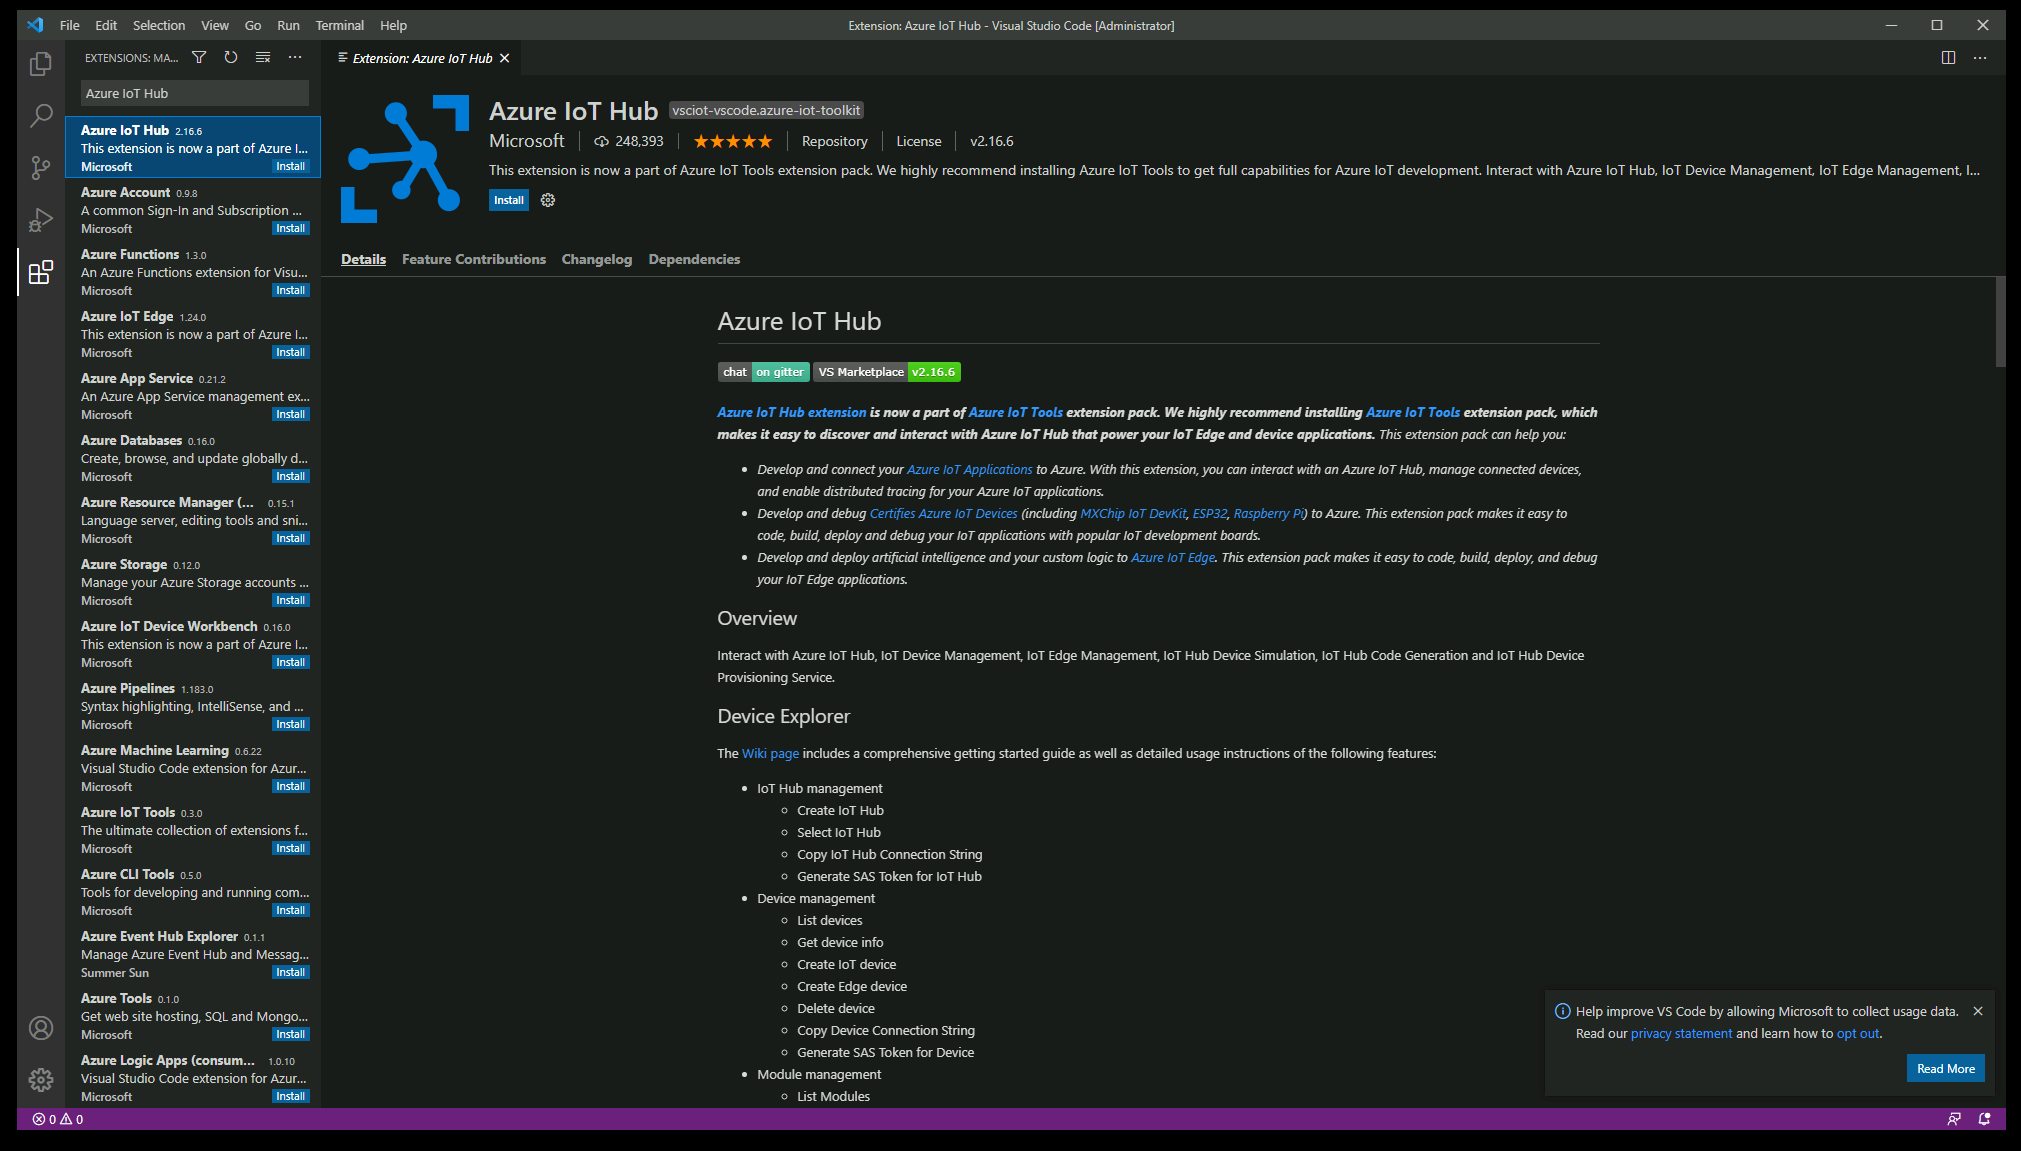 File Edit Selection View Go Run Terminal Help
Extension: Azure IoT Hub - Visual Studio Code [Administrator]
EXTENSIONS: MA...
Azure IoT Hub
Azure IoT Hub 2.16.6
This extension is now a part of Azure I...
Microsoft Install
Azure Account 0.9.8
A common Sign-In and Subscription ...
Microsoft Install
Azure Functions 1.3.0
An Azure Functions extension for Visu...
Microsoft Install
Azure IoT Edge 1.24.0
This extension is now a part of Azure I...
Microsoft Install
Azure App Service 0.21.2
An Azure App Service management ex...
Microsoft Install
Azure Databases 0.16.0
Create, browse, and update globally d...
Microsoft Install
Azure Resource Manager (... 0.15.1
Language server, editing tools and sni...
Microsoft Install
Azure Storage 0.12.0
Manage your Azure Storage accounts ...
Microsoft Install
Azure IoT Device Workbench 0.16.0
This extension is now a part of Azure I...
Microsoft Install
Azure Pipelines 1.183.0
Syntax highlighting, IntelliSense, and ...
Microsoft Install
Azure Machine Learning 0.6.22
Visual Studio Code extension for Azur...
Microsoft Install
Azure IoT Tools 0.3.0
The ultimate collection of extensions f...
Microsoft Install
Azure CLI Tools 0.5.0
Tools for developing and running com...
Microsoft Install
Azure Event Hub Explorer 0.1.1
Manage Azure Event Hub and Messag...
Summer Sun Install
Azure Tools 0.1.0
Get web site hosting, SQL and Mongo...
Microsoft Install
Azure Logic Apps (consum... 1.0.10
Visual Studio Code extension for Azur...
Microsoft Install
Extension: Azure IoT Hub
Azure IoT Hub vsciot-vscode.azure-iot-toolkit
Microsoft 248,393 Repository License v2.16.6
This extension is now a part of Azure IoT Tools extension pack. We highly recommend installing Azure IoT Tools to get full capabilities for Azure IoT development. Interact with Azure IoT Hub, IoT Device Management, IoT Edge Management, I...
Install
Details Feature Contributions Changelog Dependencies
Azure IoT Hub
chat on gitter VS Marketplace v2.16.6
Azure IoT Hub extension is now a part of Azure IoT Tools extension pack. We highly recommend installing Azure IoT Tools extension pack, which
makes it easy to discover and interact with Azure IoT Hub that power your IoT Edge and device applications. This extension pack can help you:
Develop and connect your Azure IoT Applications to Azure. With this extension, you can interact with an Azure IoT Hub, manage connected devices,
and enable distributed tracing for your Azure IoT applications.
Develop and debug Certifies Azure IoT Devices (including MXChip IoT DevKit, ESP32, Raspberry Pi) to Azure. This extension pack makes it easy to
code, build, deploy and debug your IoT applications with popular IoT development boards.
Develop and deploy artificial intelligence and your custom logic to Azure IoT Edge. This extension pack makes it easy to code, build, deploy, and debug
your IoT Edge applications.
Overview
Interact with Azure IoT Hub, IoT Device Management, IoT Edge Management, IoT Hub Device Simulation, IoT Hub Code Generation and IoT Hub Device
Provisioning Service.
Device Explorer
The Wiki page includes a comprehensive getting started guide as well as detailed usage instructions of the following features:
IoT Hub management
Create IoT Hub
Select IoT Hub
Copy IoT Hub Connection String
Generate SAS Token for IoT Hub
Device management
List devices
Get device info
Create IoT device
Create Edge device
Delete device
Copy Device Connection String
Generate SAS Token for Device
Module management
List Modules
Help improve VS Code by allowing Microsoft to collect usage data.
Read our privacy statement and learn how to opt out.
Read More
0 0